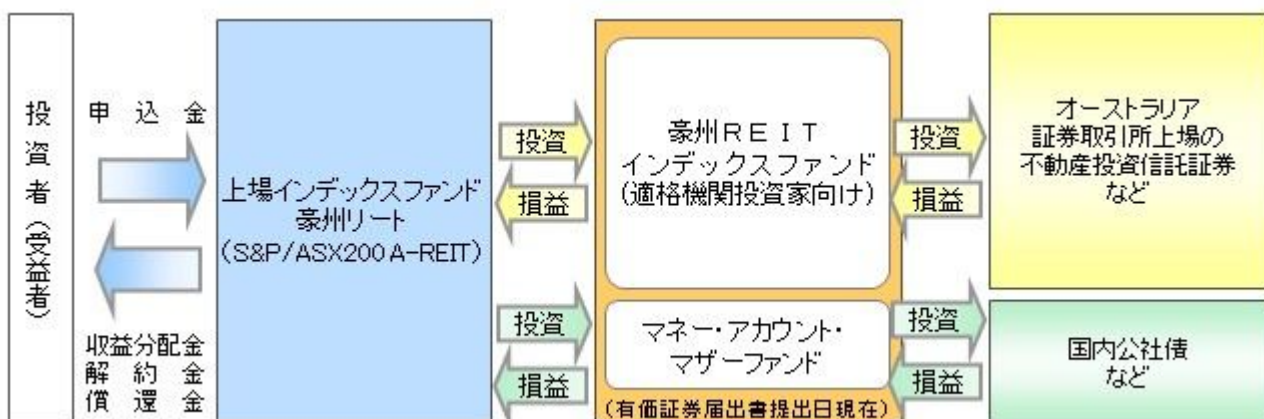 投資者(受益者)
申込金
収益分配金
解約金
償還金
上場インデックスファンド
豪州リート
(S&P/ASX200 A-REIT)
投資
損益
投資
損益
豪州REIT
インデックスファンド
(適格機関投資家向け)
マネー・アカウント・
マザーファンド
(有価証券届出書提出日現在)
投資
損益
投資
損益
オーストラリア
証券取引所上場の
不動産投資信託証券
など
国内公社債
など